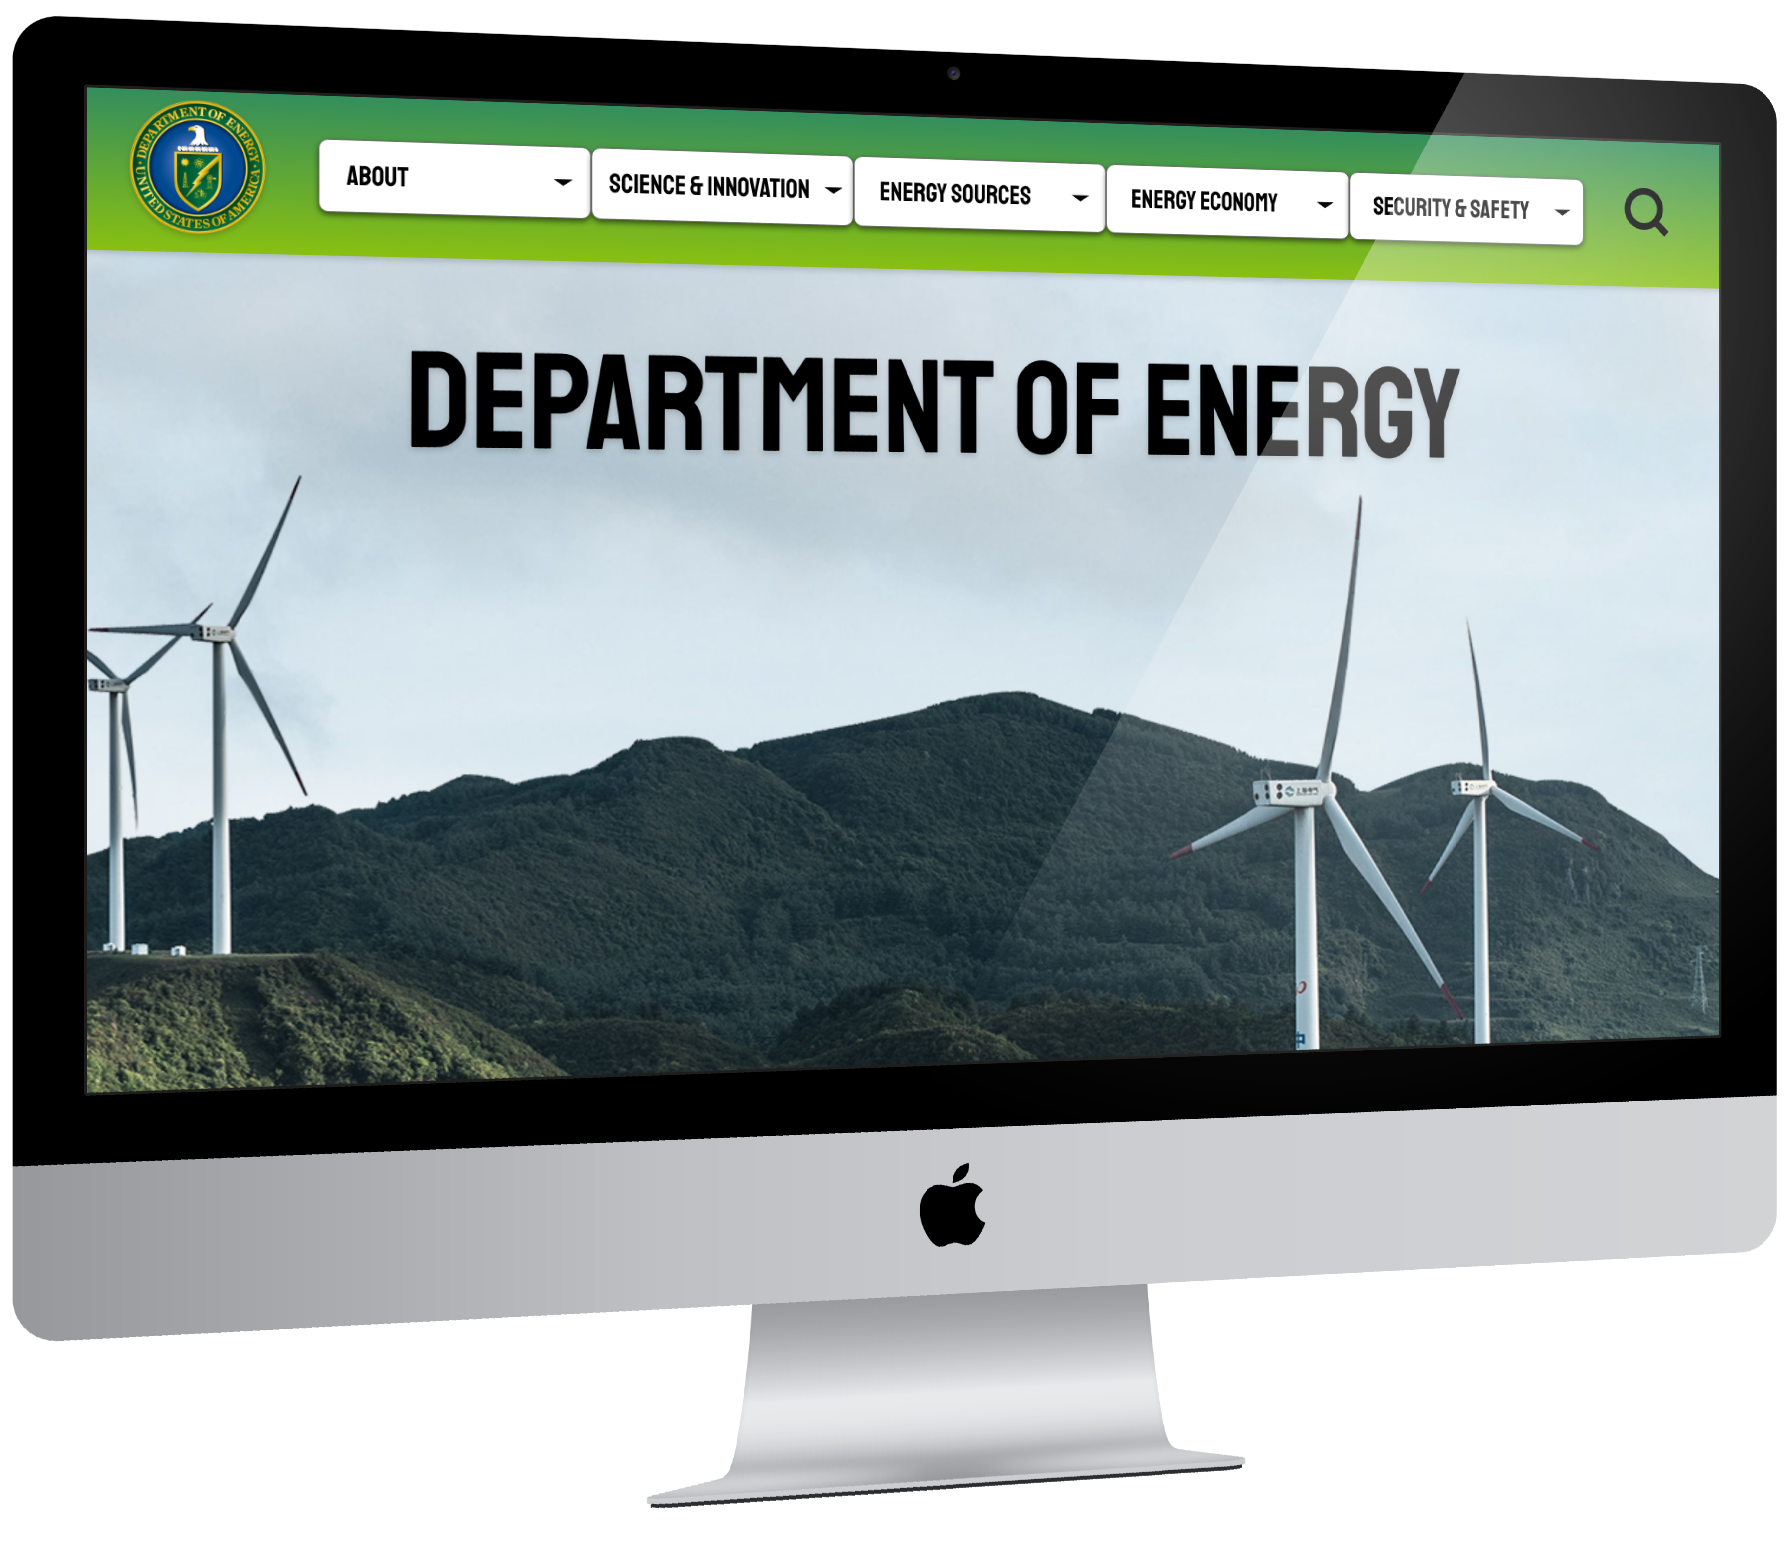 DEPARTMENT OF ENERGY
UNITED STATES OF AMERICA
ABOUT
SCIENCE & INNOVATION
ENERGY SOURCES
ENERGY ECONOMY
SECURITY & SAFETY
DEPARTMENT OF ENERGY